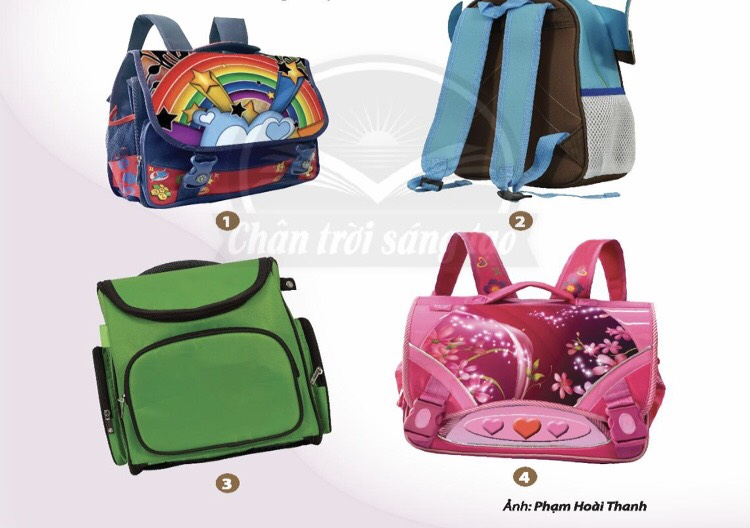 1
2
Chân trời sáng tạo
3
4
Ảnh: Phạm Hoài Thanh